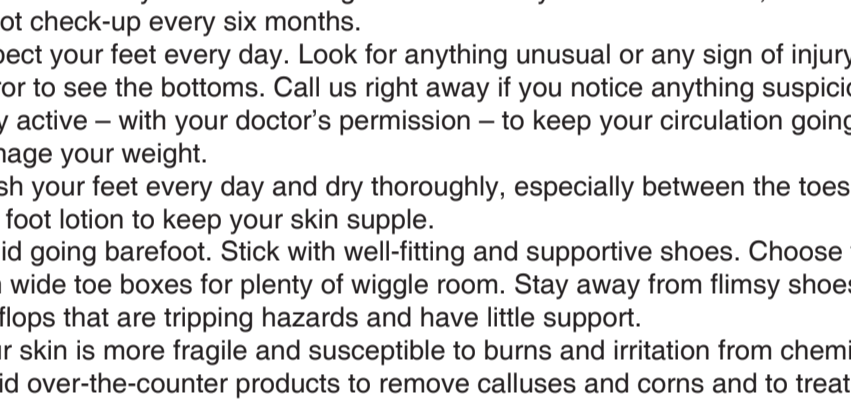 ot check-up every six months.
pect your feet every day. Look for anything unusual or any sign of injury
or to see the bottoms. Call us right away if you notice anything
y active – with your doctor's permission – to keep your circulation going
nage your weight.
sh your feet every day and dry thoroughly, especially between the toes
foot lotion to keep your skin supple.
id going barefoot. Stick with well-fitting and supportive shoes. Choose
wide toe boxes for plenty of wiggle room. Stay away from flimsy shoes
flops that are tripping hazards and have little support.
r skin is more fragile and susceptible to burns and irritation from chemi
id over-the-counter products to remove calluses and corns and to treat